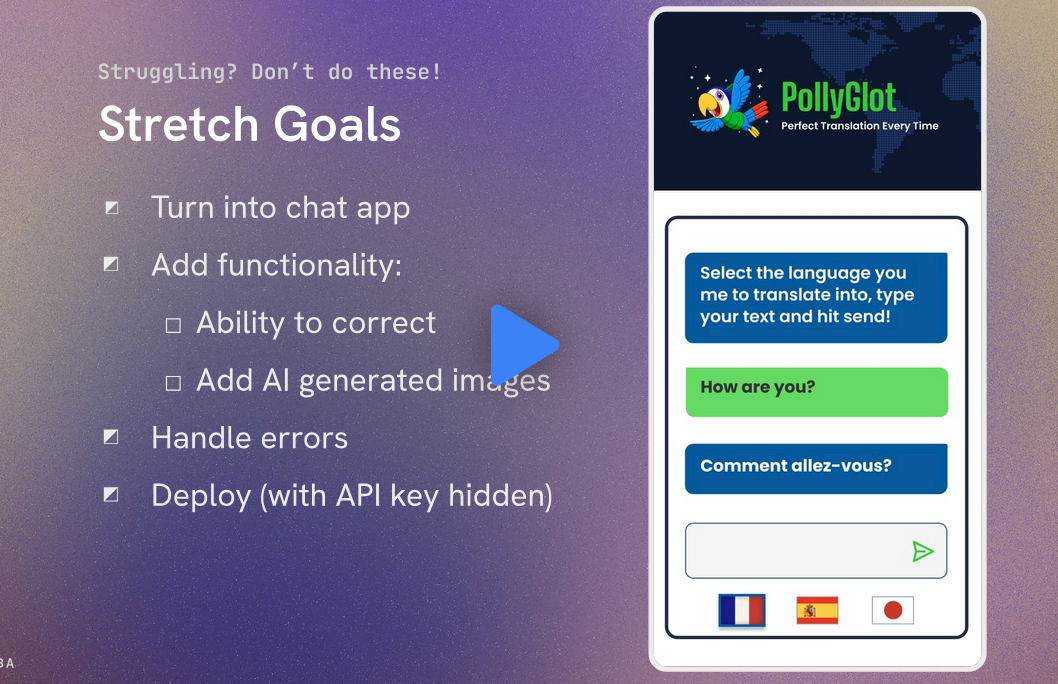 Struggling? Don't do these!
Stretch Goals
Turn into chat app
Add functionality:
Ability to correct
Add AI generated images
Handle errors
Deploy (with API key hidden)
PollyGlot
Perfect Translation Every Time
Select the language you
me to translate into, type
your text and hit send!
How are you?
Comment allez-vous?